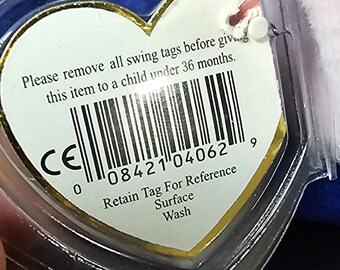 Please remove all swing tags before giving
this item to a child under 36 months.
CE
0 08421 04062 9
Retain Tag For Reference
Surface
Wash